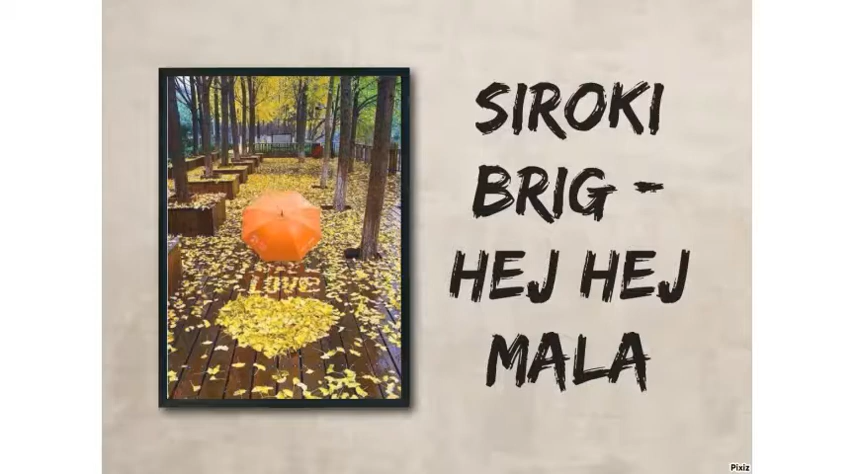 LOVE
SIROKI
BRIG -
HEJ HEJ
MALA
Pixiz